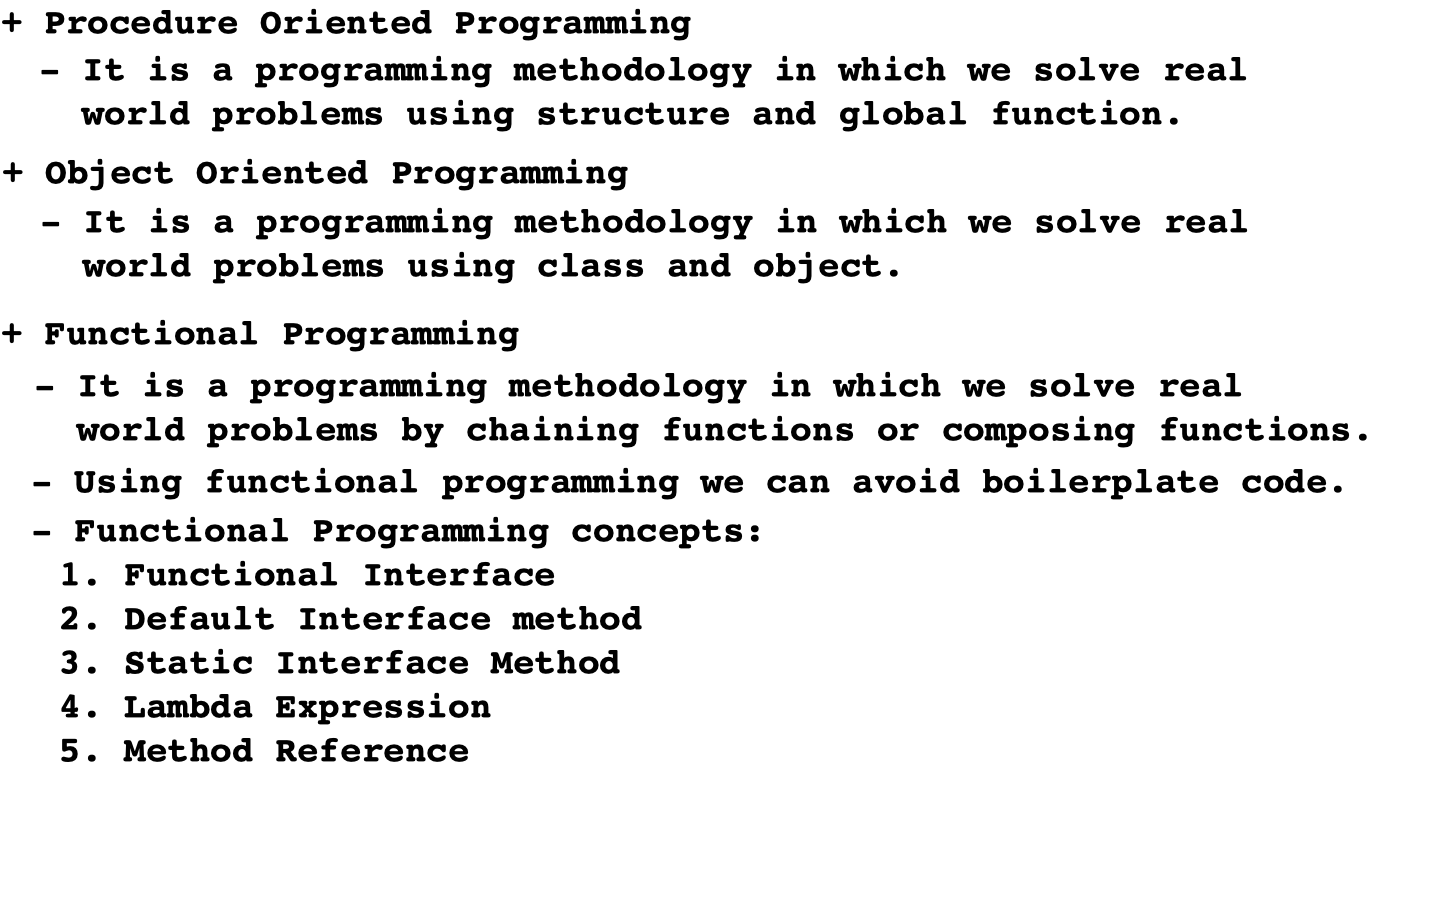 + Procedure Oriented Programming
- It is a programming methodology in which we solve real
world problems using structure and global function.
+ Object Oriented Programming
- It is a programming methodology in which we solve real
world problems using class and object.
+ Functional Programming
- It is a programming methodology in which we solve real
world problems by chaining functions or composing functions.
- Using functional programming we can avoid boilerplate code.
- Functional Programming concepts:
1. Functional Interface
2. Default Interface method
3. Static Interface Method
4. Lambda Expression
5. Method Reference